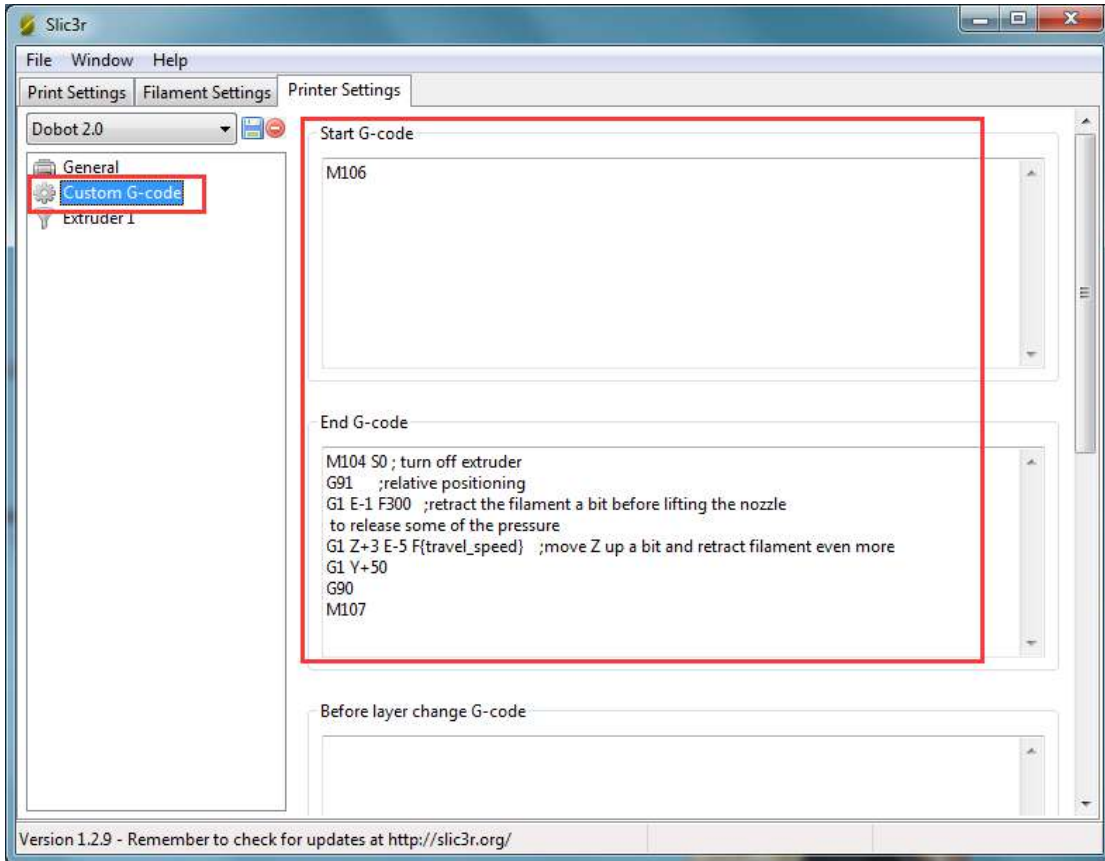 Slic3r
File Window Help
Print Settings Filament Settings Printer Settings
Dobot 2.0
General
Custom G-code
Extruder 1
Start G-code
M106
End G-code
M104 S0 ; turn off extruder
G91 ;relative positioning
G1 E-1 F300 ;retract the filament a bit before lifting the nozzle
to release some of the pressure
G1 Z+3 E-5 F{travel_speed} ;move Z up a bit and retract filament even more
G1 Y+50
G90
M107
Before layer change G-code
Version 1.2.9 - Remember to check for updates at http://slic3r.org/